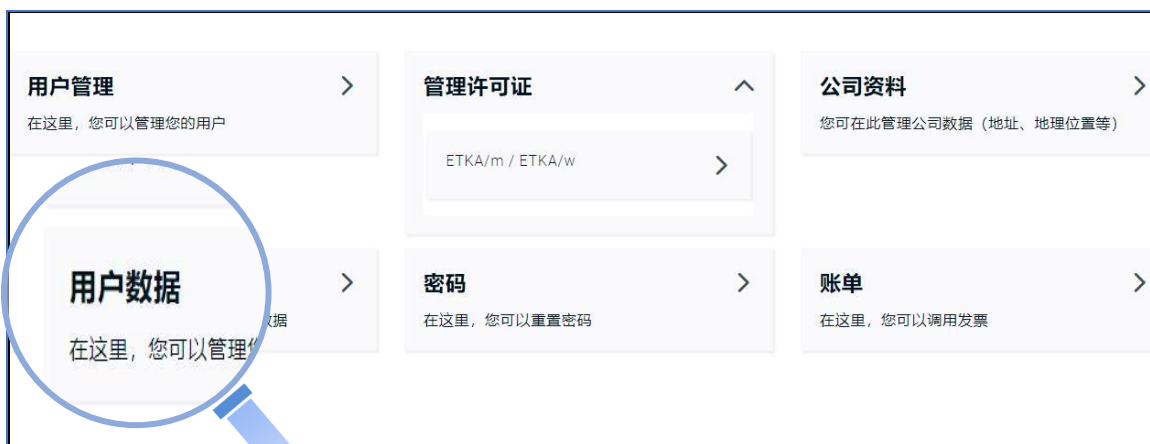 用户管理
在这里，您可以管理您的用户
管理许可证
ETKA/m / ETKA/w
公司资料
您可在此管理公司数据（地址、地理位置等）
用户数据
在这里，您可以管理
数据
密码
在这里，您可以重置密码
账单
在这里，您可以调用发票